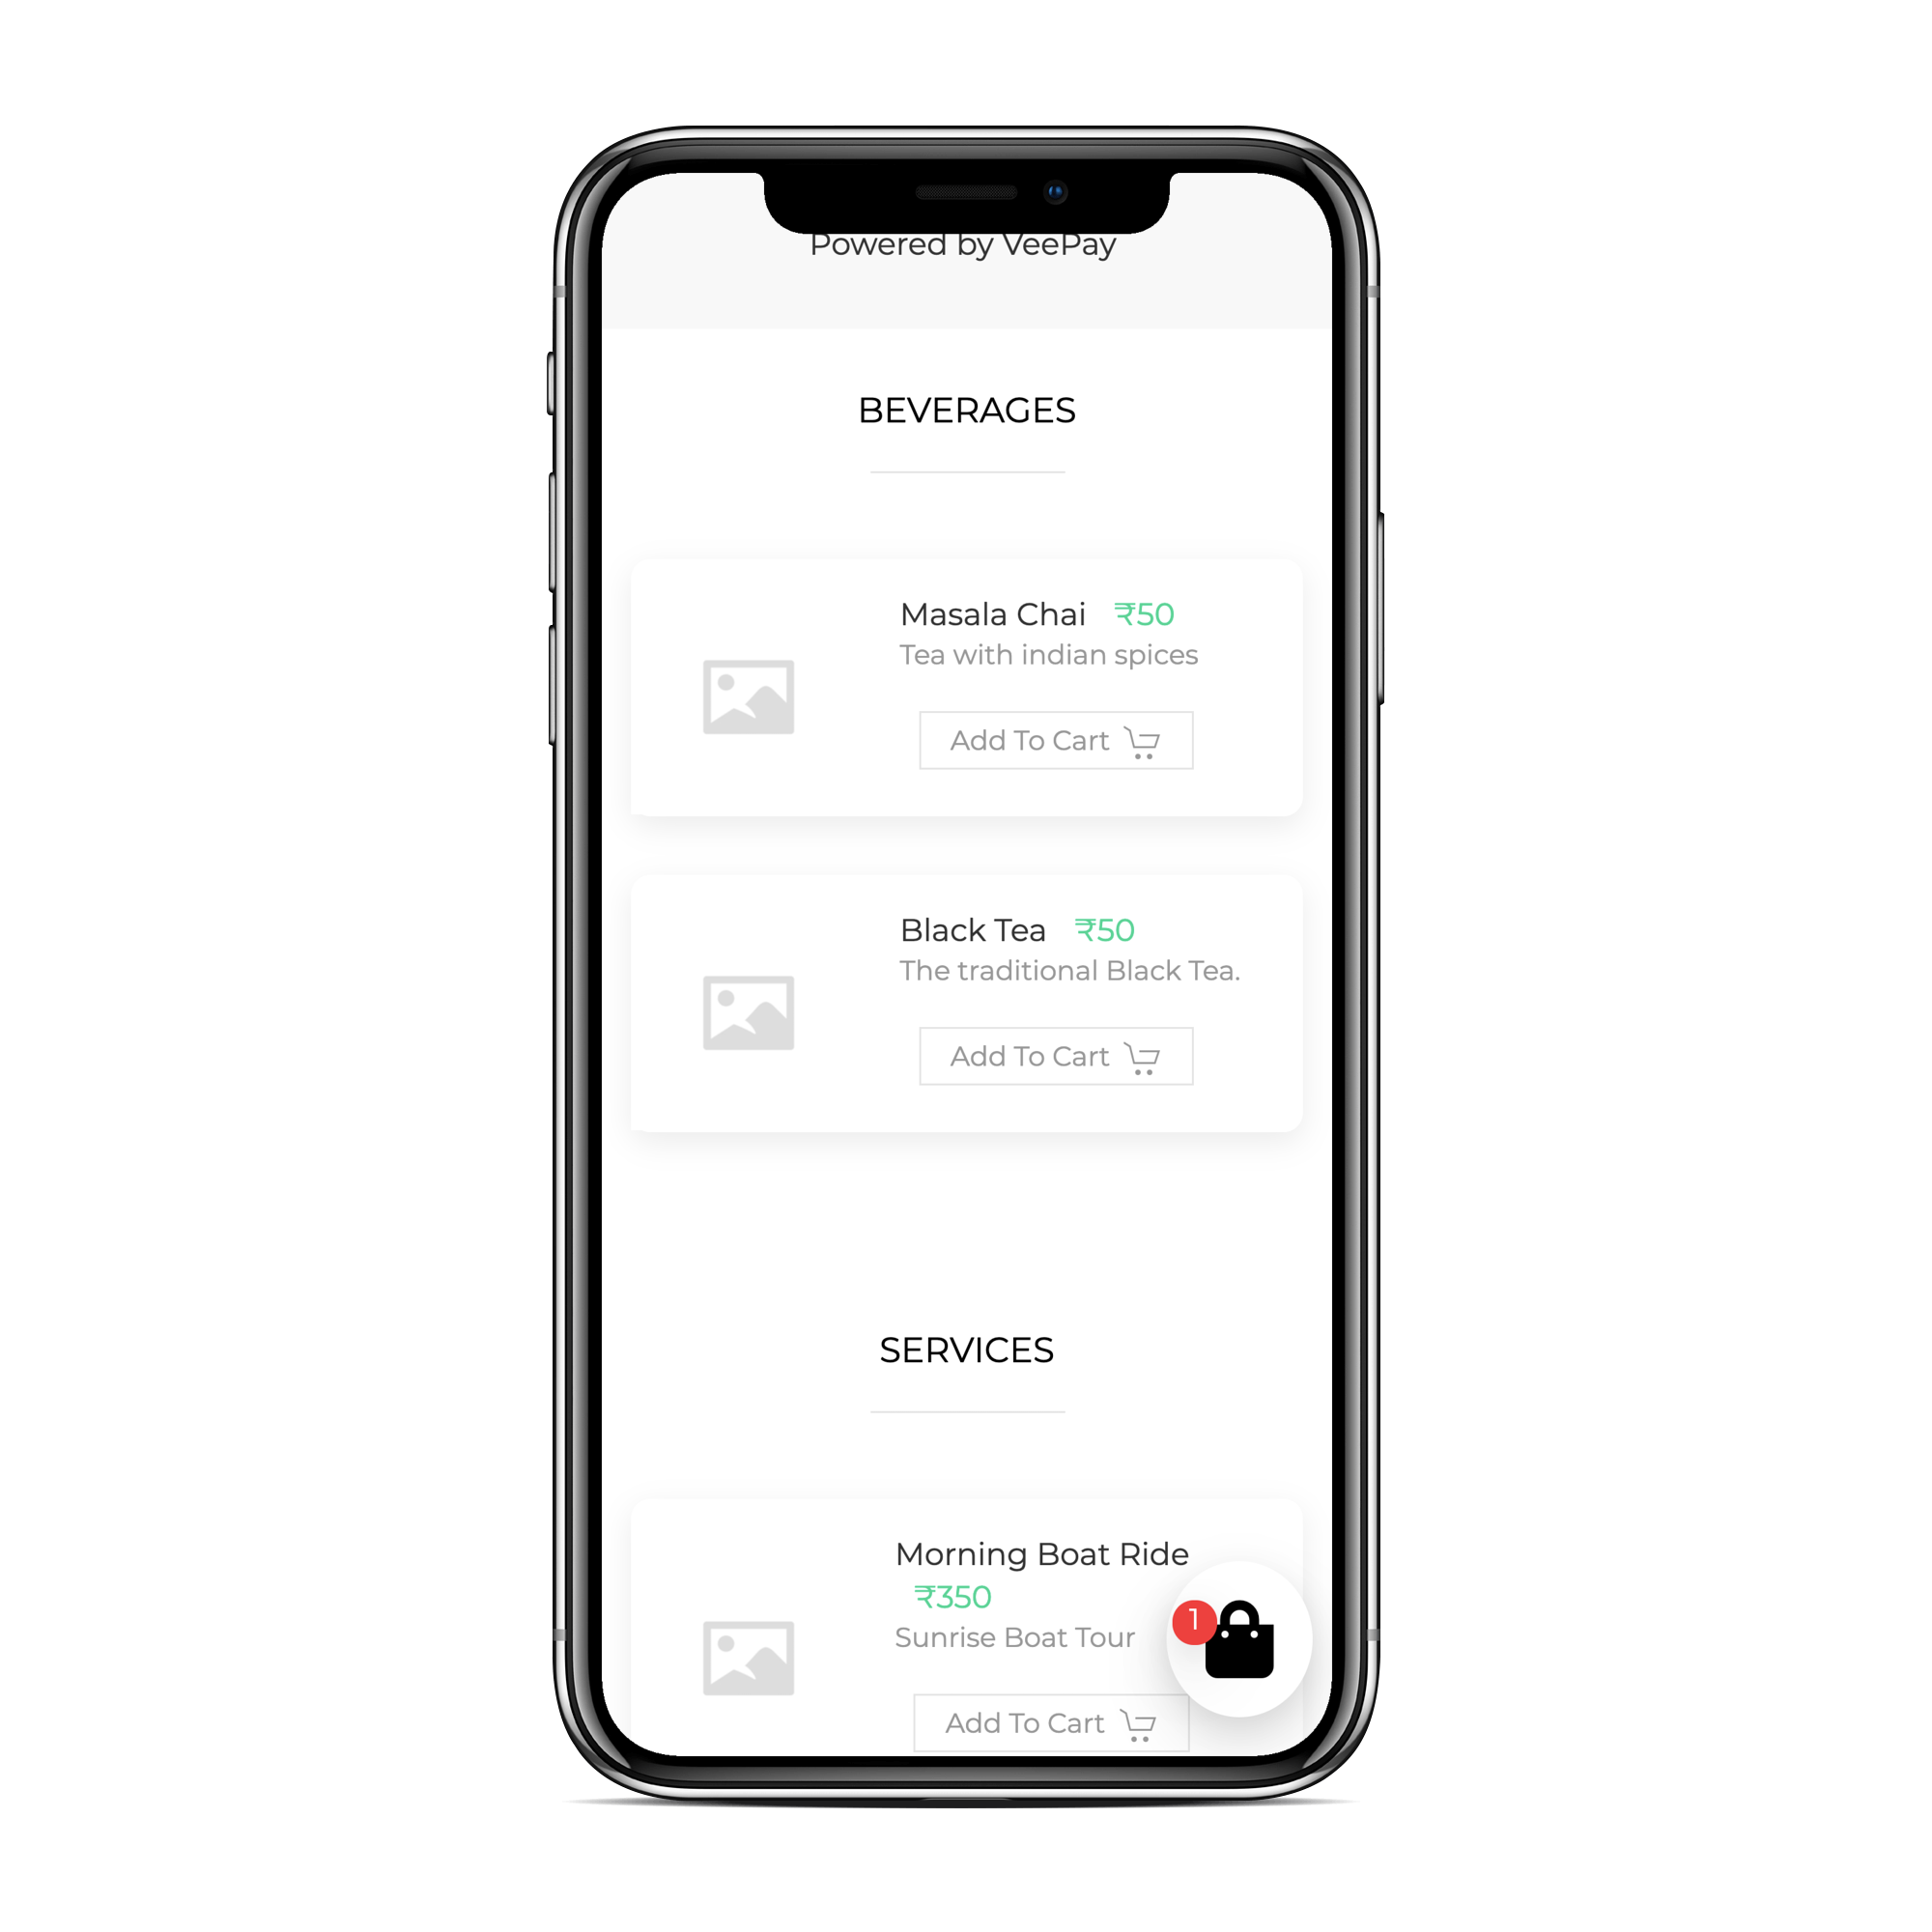 Powered by VeePay
BEVERAGES
Masala Chai ₹50
Tea with indian spices
Add To Cart
Black Tea ₹50
The traditional Black Tea.
Add To Cart
SERVICES
Morning Boat Ride
₹350
Sunrise Boat Tour
1
Add To Cart